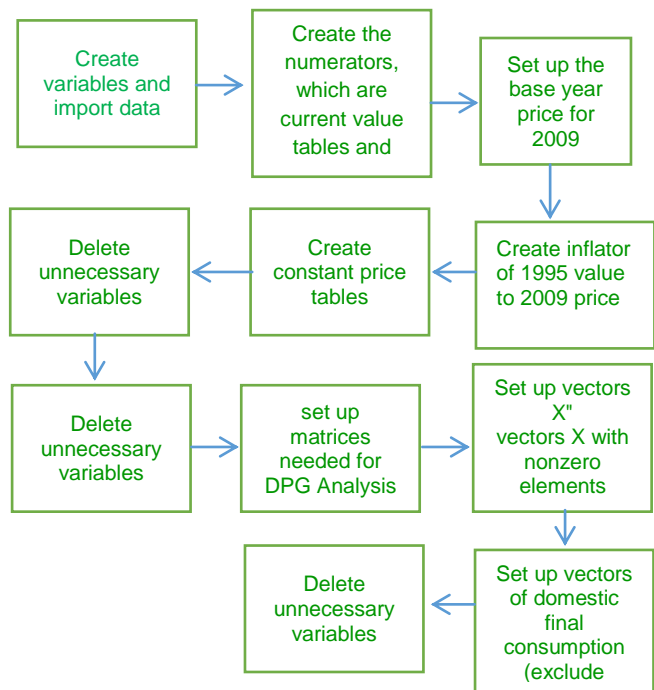 Create
variables and
import data
Create the
numerators,
which are
current value
tables and
Set up the
base year
price for
2009
Create inflator
of 1995 value
to 2009 price
Create
constant price
tables
Delete
unnecessary
variables
Delete
unnecessary
variables
set up
matrices
needed for
DPG Analysis
Set up vectors
X"
vectors X with
nonzero
elements
Set up vectors
of domestic
final
consumption
(exclude
Delete
unnecessary
variables